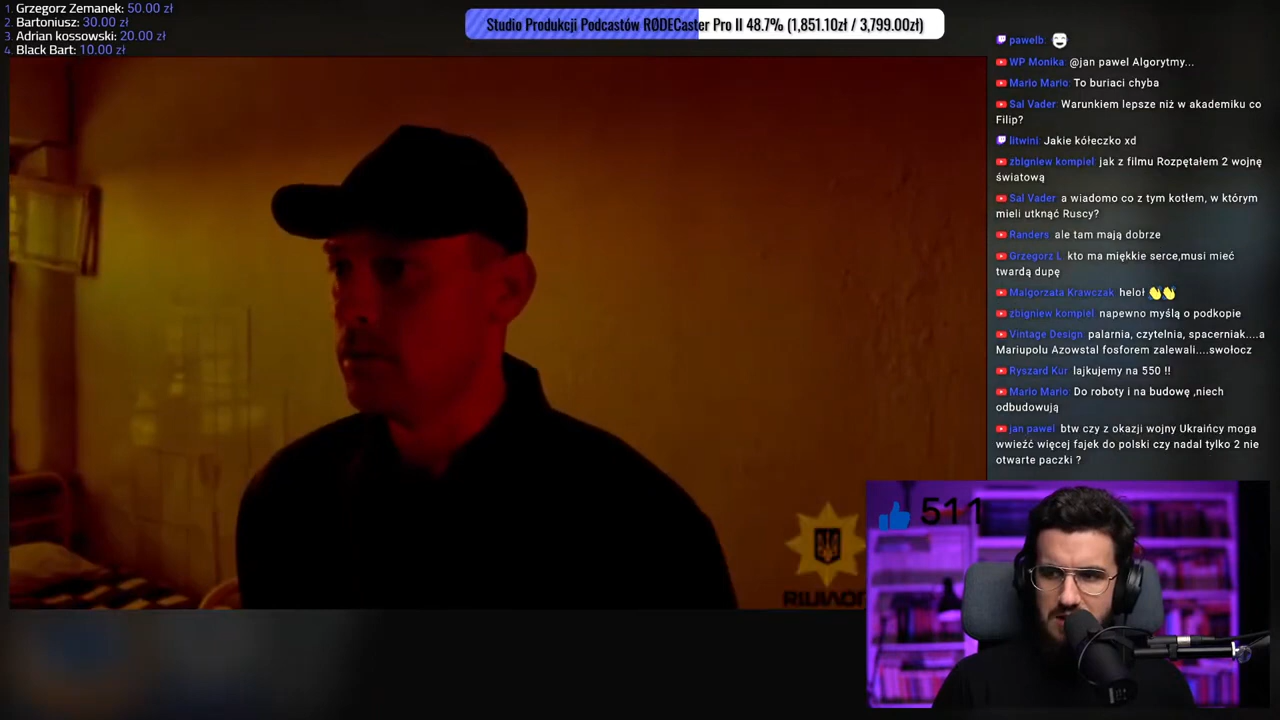 1. Grzegorz Zemanek: 50.00 zł
2. Bartoniusz: 30.00 zł
3. Adrian kossowski: 20.00 zł
4. Black Bart: 10.00 zł
Studio Produkcji Podcastów RØDECaster Pro II 48.7% (1,851.10zł / 3,799.00zł)
pawelb:
WP Monika: @jan pawel Algorytmy...
Mario Mario: To buriaci chyba
Sal Vader: Warunkiem lepsze niż w akademiku co
Filip?
litwini: Jakie kółeczko xd
zbigniew kompiel: jak z filmu Rozpętałem 2 wojnę
światową
Sal Vader: a wiadomo co z tym kotłem, w którym
mieli utknąć Ruscy?
Randers: ale tam mają dobrze
Grzegorz L: kto ma miękkie serce,musi mieć
twardą dupę
Malgorzata Krawczak: heloł
zbigniew kompiel: napewno myślą o podkopie
Vintage Design: palarnia, czytelnia, spacerniak....a
Mariupolu Azowstal fosforem zalewali....swołocz
Ryszard Kur: lajkujemy na 550 !!
Mario Mario: Do roboty i na budowę ,niech
odbudowują
jan pawel: btw czy z okazji wojny Ukraińcy moga
wwieźć więcej fajek do polski czy nadal tylko 2 nie
otwarte paczki ?
511